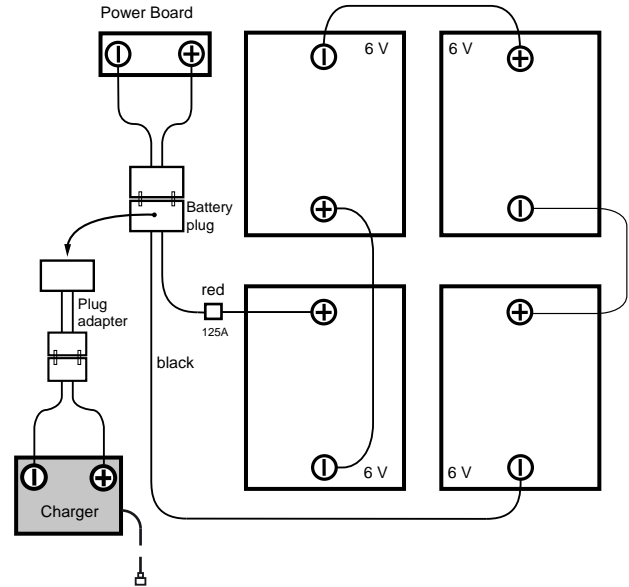 Power Board
6 V
6 V
Battery
plug
Plug
adapter
red
125A
black
6 V
6 V
Charger